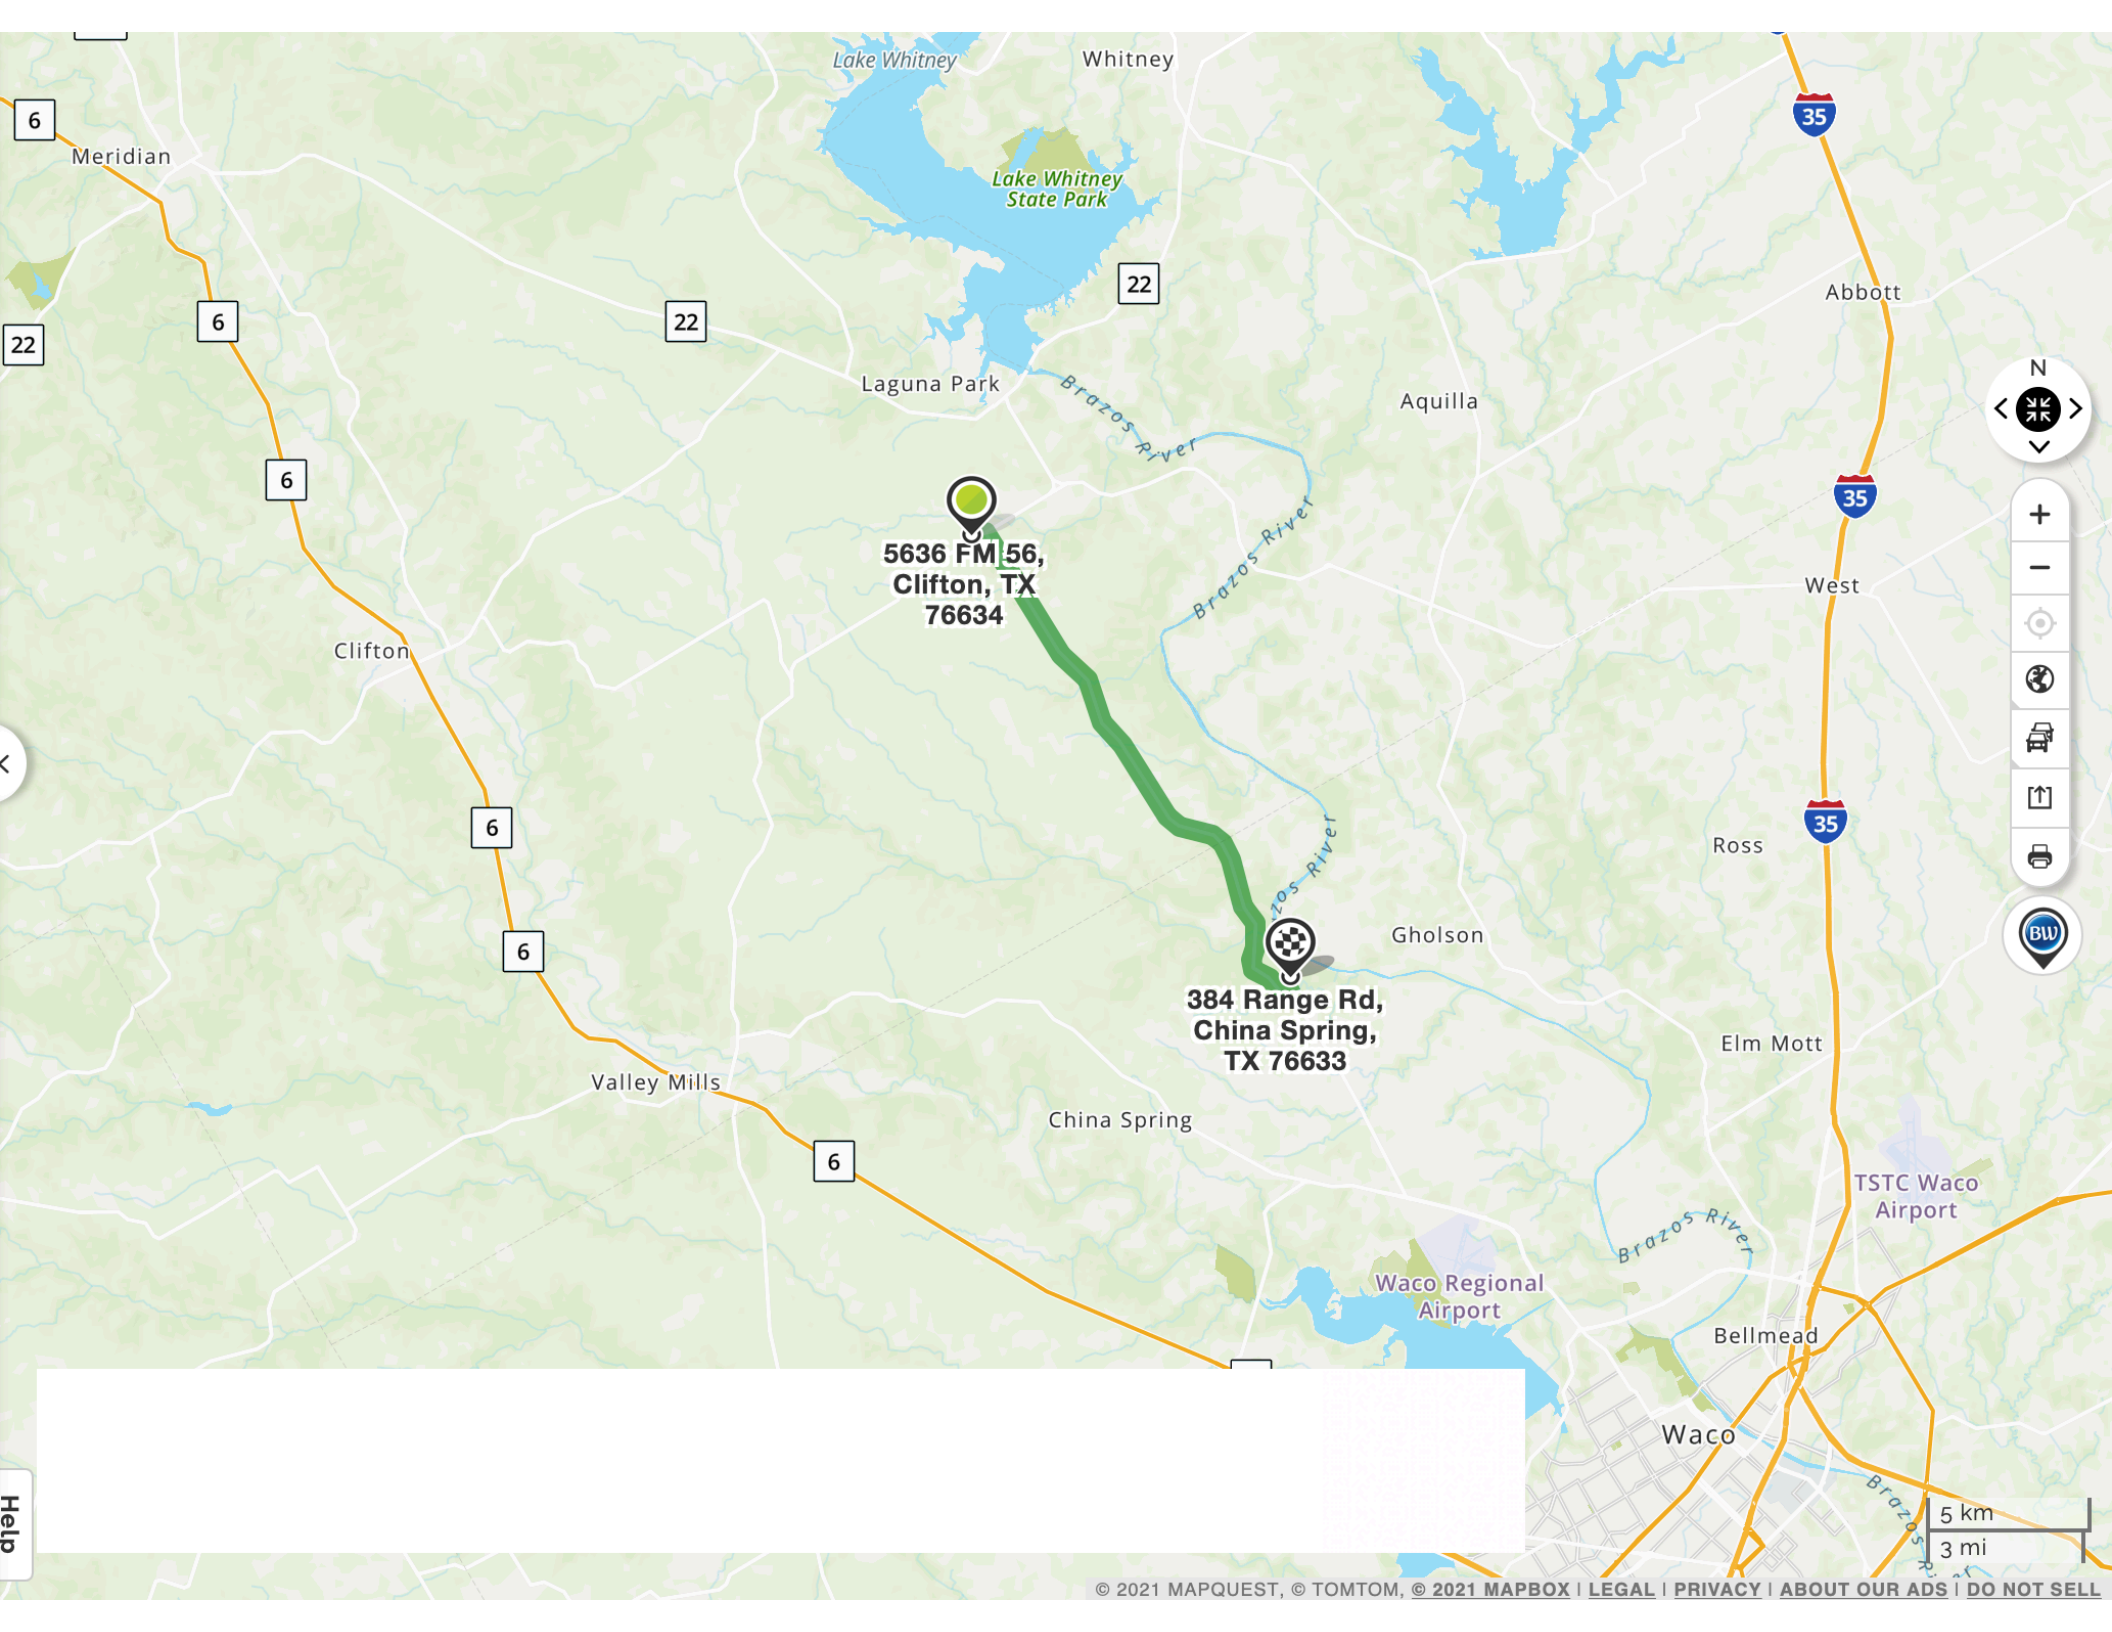 Lake Whitney
Whitney
35
6
Meridian
Lake Whitney
State Park
22
Abbott
6
22
22
N
Laguna Park
Brazos River
Aquilla
6
35
5636 FM 56,
Clifton, TX
76634
Brazos River
West
Clifton
6
35
Ross
zos River
Gholson
BW
6
384 Range Rd,
China Spring,
TX 76633
Elm Mott
Valley Mills
China Spring
6
TSTC Waco
Airport
Brazos River
Waco Regional
Airport
Bellmead
Waco
Brazos R
Help
5 km
3 mi
© 2021 MAPQUEST, © TOMTOM, © 2021 MAPBOX | LEGAL | PRIVACY | ABOUT OUR ADS | DO NOT SELL